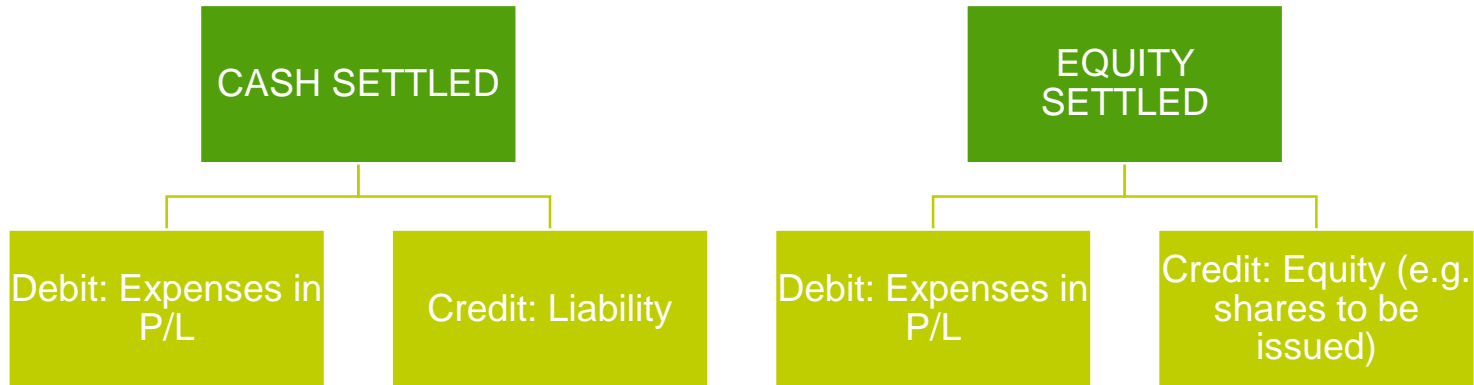 CASH SETTLED
EQUITY
SETTLED
Debit: Expenses in
P/L
Credit: Liability
Debit: Expenses in
P/L
Credit: Equity (e.g.
shares to be
issued)